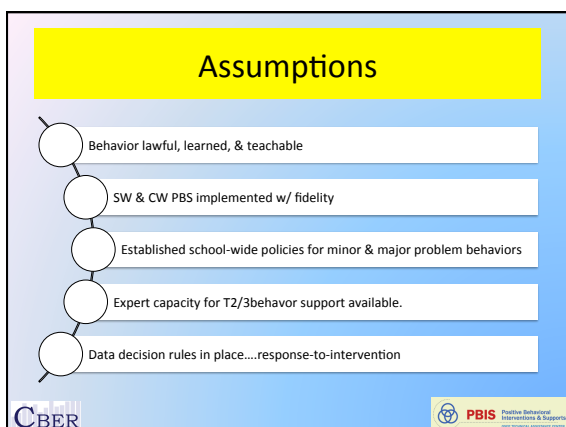 Assumptions
Behavior lawful, learned, & teachable
SW & CW PBS implemented w/ fidelity
Established school-wide policies for minor & major problem behaviors
Expert capacity for T2/3behavor support available.
Data decision rules in place....response-to-intervention
CBER
PBIS Positive Behavioral
Interventions & Supports